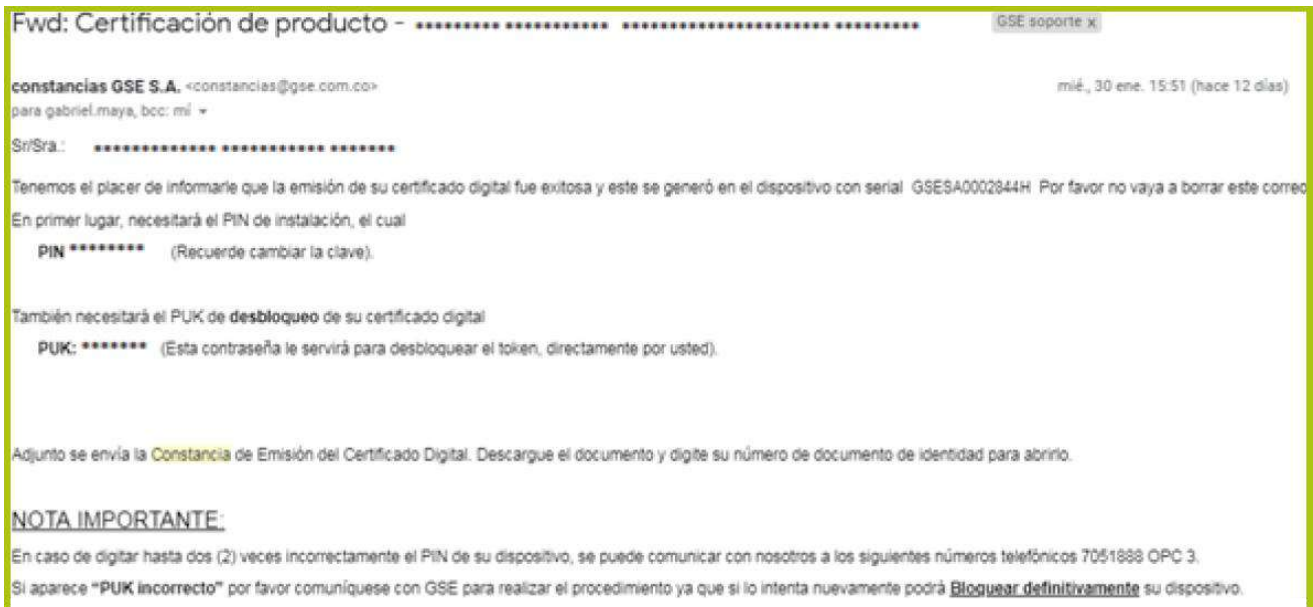 Fwd: Certificación de producto - ••••••••• ••••••••••• ••••••••••••••••••••••• •••••••••
GSE soporte x
constancias GSE S.A. <constancias@gse.com.co>
mié., 30 ene. 15:51 (hace 12 días)
para gabriel.maya, bcc: mí
Sr/Sra.: ••••••••••••• ••••••••••• •••••••
Tenemos el placer de informarle que la emisión de su certificado digital fue exitosa y este se generó en el dispositivo con serial GSESA0002844H Por favor no vaya a borrar este correo
En primer lugar, necesitará el PIN de instalación, el cual
PIN ******** (Recuerde cambiar la clave).
También necesitará el PUK de desbloqueo de su certificado digital
PUK: ******* (Esta contraseña le servirá para desbloquear el token, directamente por usted).
Adjunto se envía la Constancia de Emisión del Certificado Digital. Descargue el documento y digite su número de documento de identidad para abrirlo.
NOTA IMPORTANTE:
En caso de digitar hasta dos (2) veces incorrectamente el PIN de su dispositivo, se puede comunicar con nosotros a los siguientes números telefónicos 7051888 OPC 3.
Si aparece "PUK incorrecto" por favor comuníquese con GSE para realizar el procedimiento ya que si lo intenta nuevamente podrá Bloquear definitivamente su dispositivo.